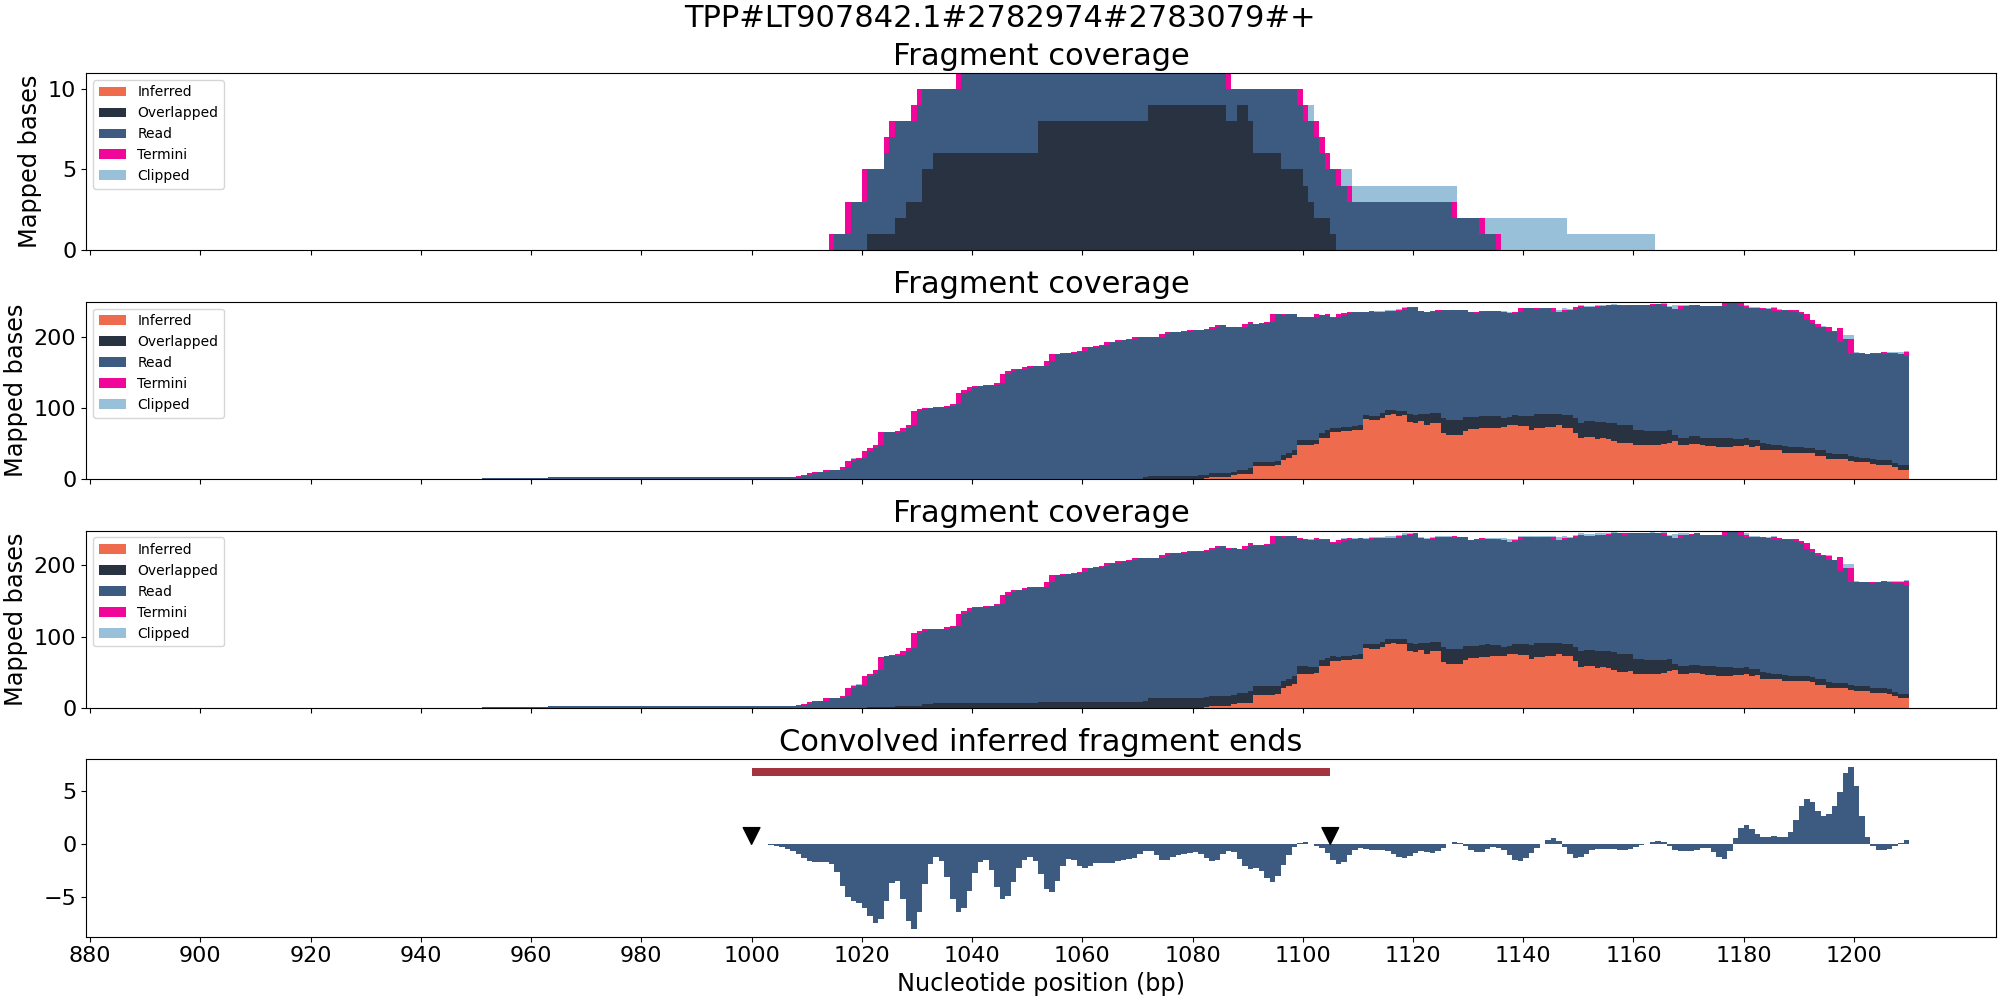 TPP#LT907842.1#2782974#2783079#+
Fragment coverage
Mapped bases
10
5
0
Inferred
Overlapped
Read
Termini
Clipped
Fragment coverage
Mapped bases
200
100
0
Inferred
Overlapped
Read
Termini
Clipped
Fragment coverage
Mapped bases
200
100
0
Inferred
Overlapped
Read
Termini
Clipped
Convolved inferred fragment ends
5
0
−5
880 900 920 940 960 980 1000 1020 1040 1060 1080 1100 1120 1140 1160 1180 1200
Nucleotide position (bp)